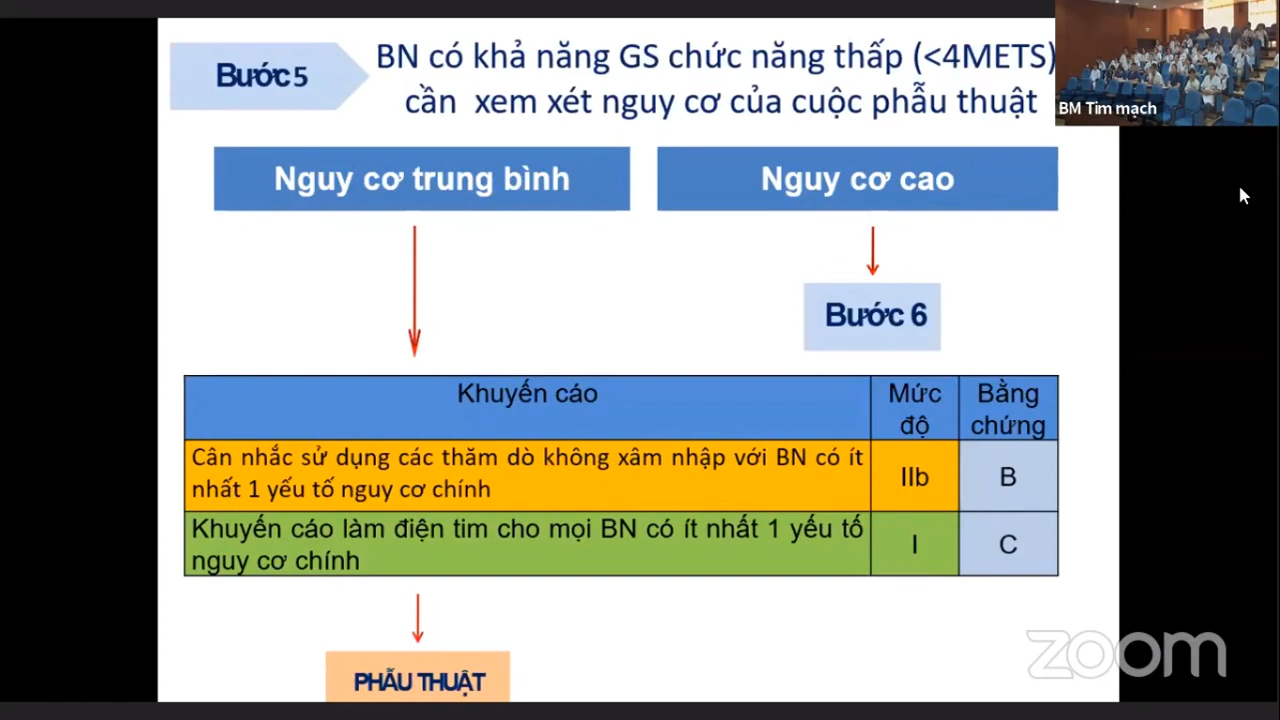 Bước 5
BN có khả năng GS chức năng thấp (<4METS)
cần xem xét nguy cơ của cuộc phẫu thuật
BM Tim mạch
Nguy cơ trung bình
Nguy cơ cao
Bước 6
Khuyến cáo
Mức
độ
Bằng
chứng
Cân nhắc sử dụng các thăm dò không xâm nhập với BN có ít
nhất 1 yếu tố nguy cơ chính
IIb
B
Khuyến cáo làm điện tim cho mọi BN có ít nhất 1 yếu tố
nguy cơ chính
I
C
PHẪU THUẬT
zoom